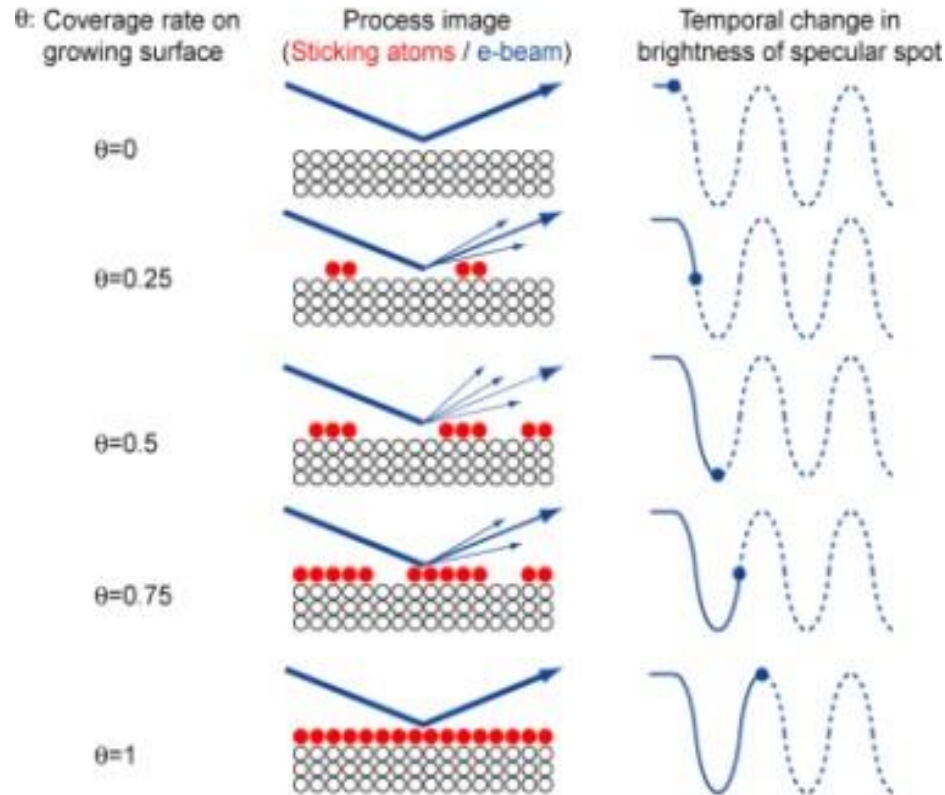 θ: Coverage rate on
growing surface
Process image
(Sticking atoms / e-beam)
Temporal change in
brightness of specular spot
θ=0
θ=0.25
θ=0.5
θ=0.75
θ=1